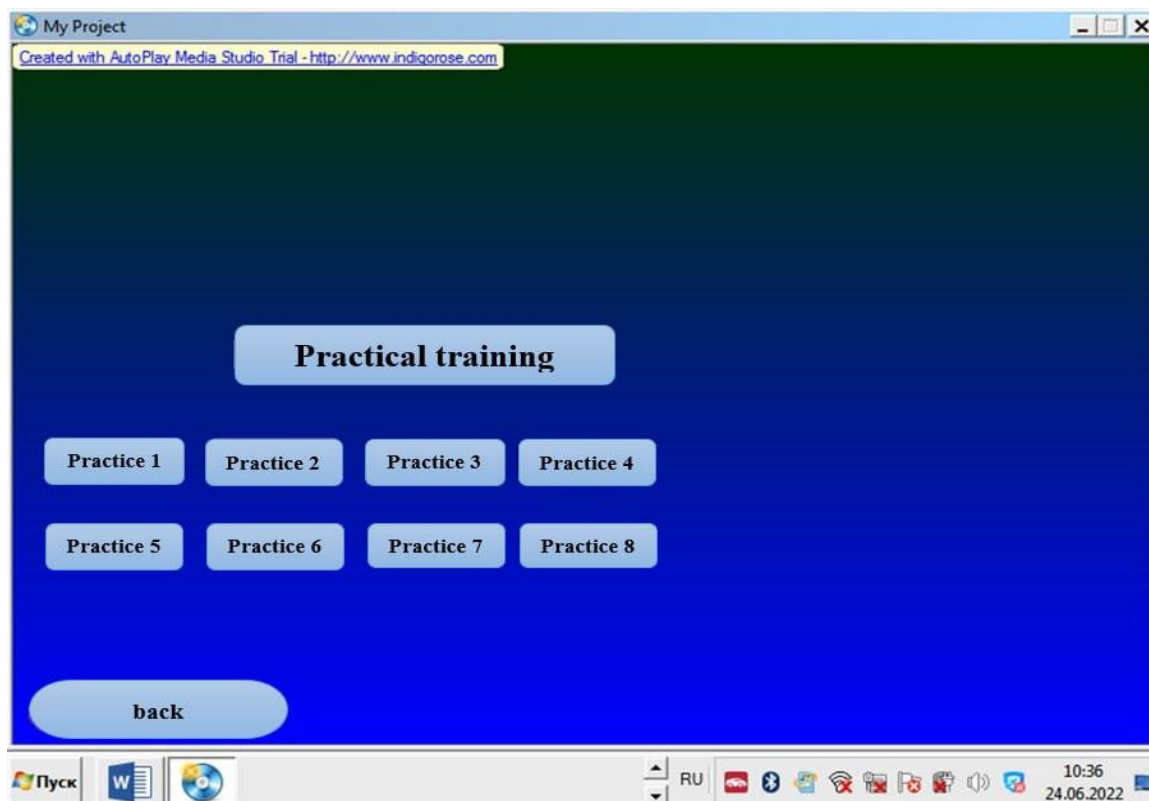 My Project
Created with AutoPlay Media Studio Trial - http://www.indigorose.com
Practical training
Practice 1 Practice 2 Practice 3 Practice 4
Practice 5 Practice 6 Practice 7 Practice 8
back
Пуск W RU 10:36
24.06.2022